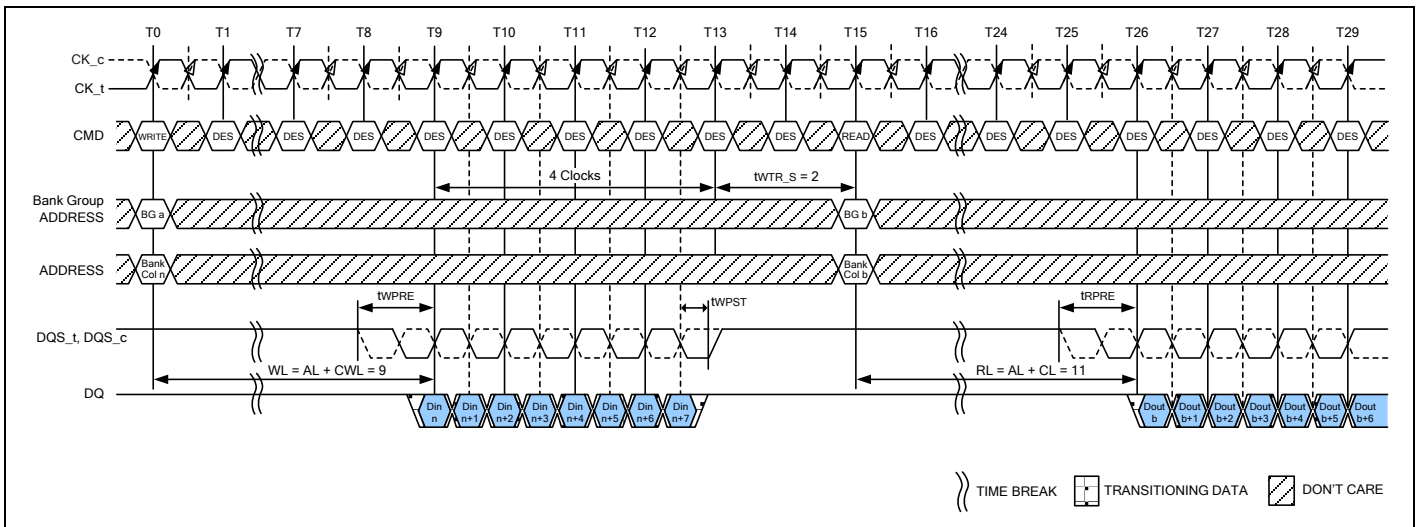 T0 T1 T7 T8 T9 T10 T11 T12 T13 T14 T15 T16 T24 T25 T26 T27 T28 T29
CK_c
CK_t
CMD WRITE DES DES DES DES DES DES DES DES DES READ DES DES DES DES DES DES DES
4 Clocks tWTR_S = 2
Bank Group
ADDRESS BG a BG b
ADDRESS Bank Col n Bank Col b
tWPRE tWPST tRPRE
DQS_t, DQS_c
WL = AL + CWL = 9 RL = AL + CL = 11
DQ Din n Din n+1 Din n+2 Din n+3 Din n+4 Din n+5 Din n+6 Din n+7 Dout b Dout b+1 Dout b+2 Dout b+3 Dout b+4 Dout b+5 Dout b+6
TIME BREAK TRANSITIONING DATA DON'T CARE